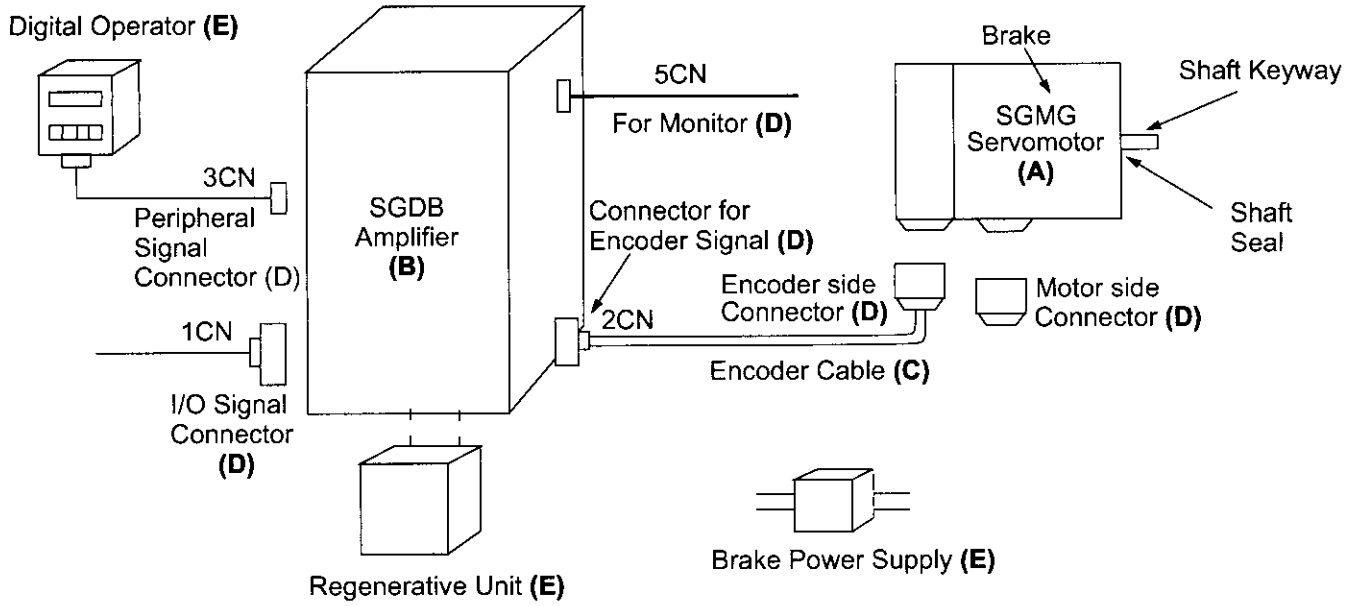 Digital Operator (E)
3CN
Peripheral
Signal
Connector (D)
1CN
I/O Signal
Connector
(D)
SGDB
Amplifier
(B)
Regenerative Unit (E)
5CN
For Monitor (D)
Connector for
Encoder Signal (D)
2CN
Encoder side
Connector (D)
Encoder Cable (C)
Motor side
Connector (D)
Brake
SGMG
Servomotor
(A)
Shaft Keyway
Shaft
Seal
Brake Power Supply (E)